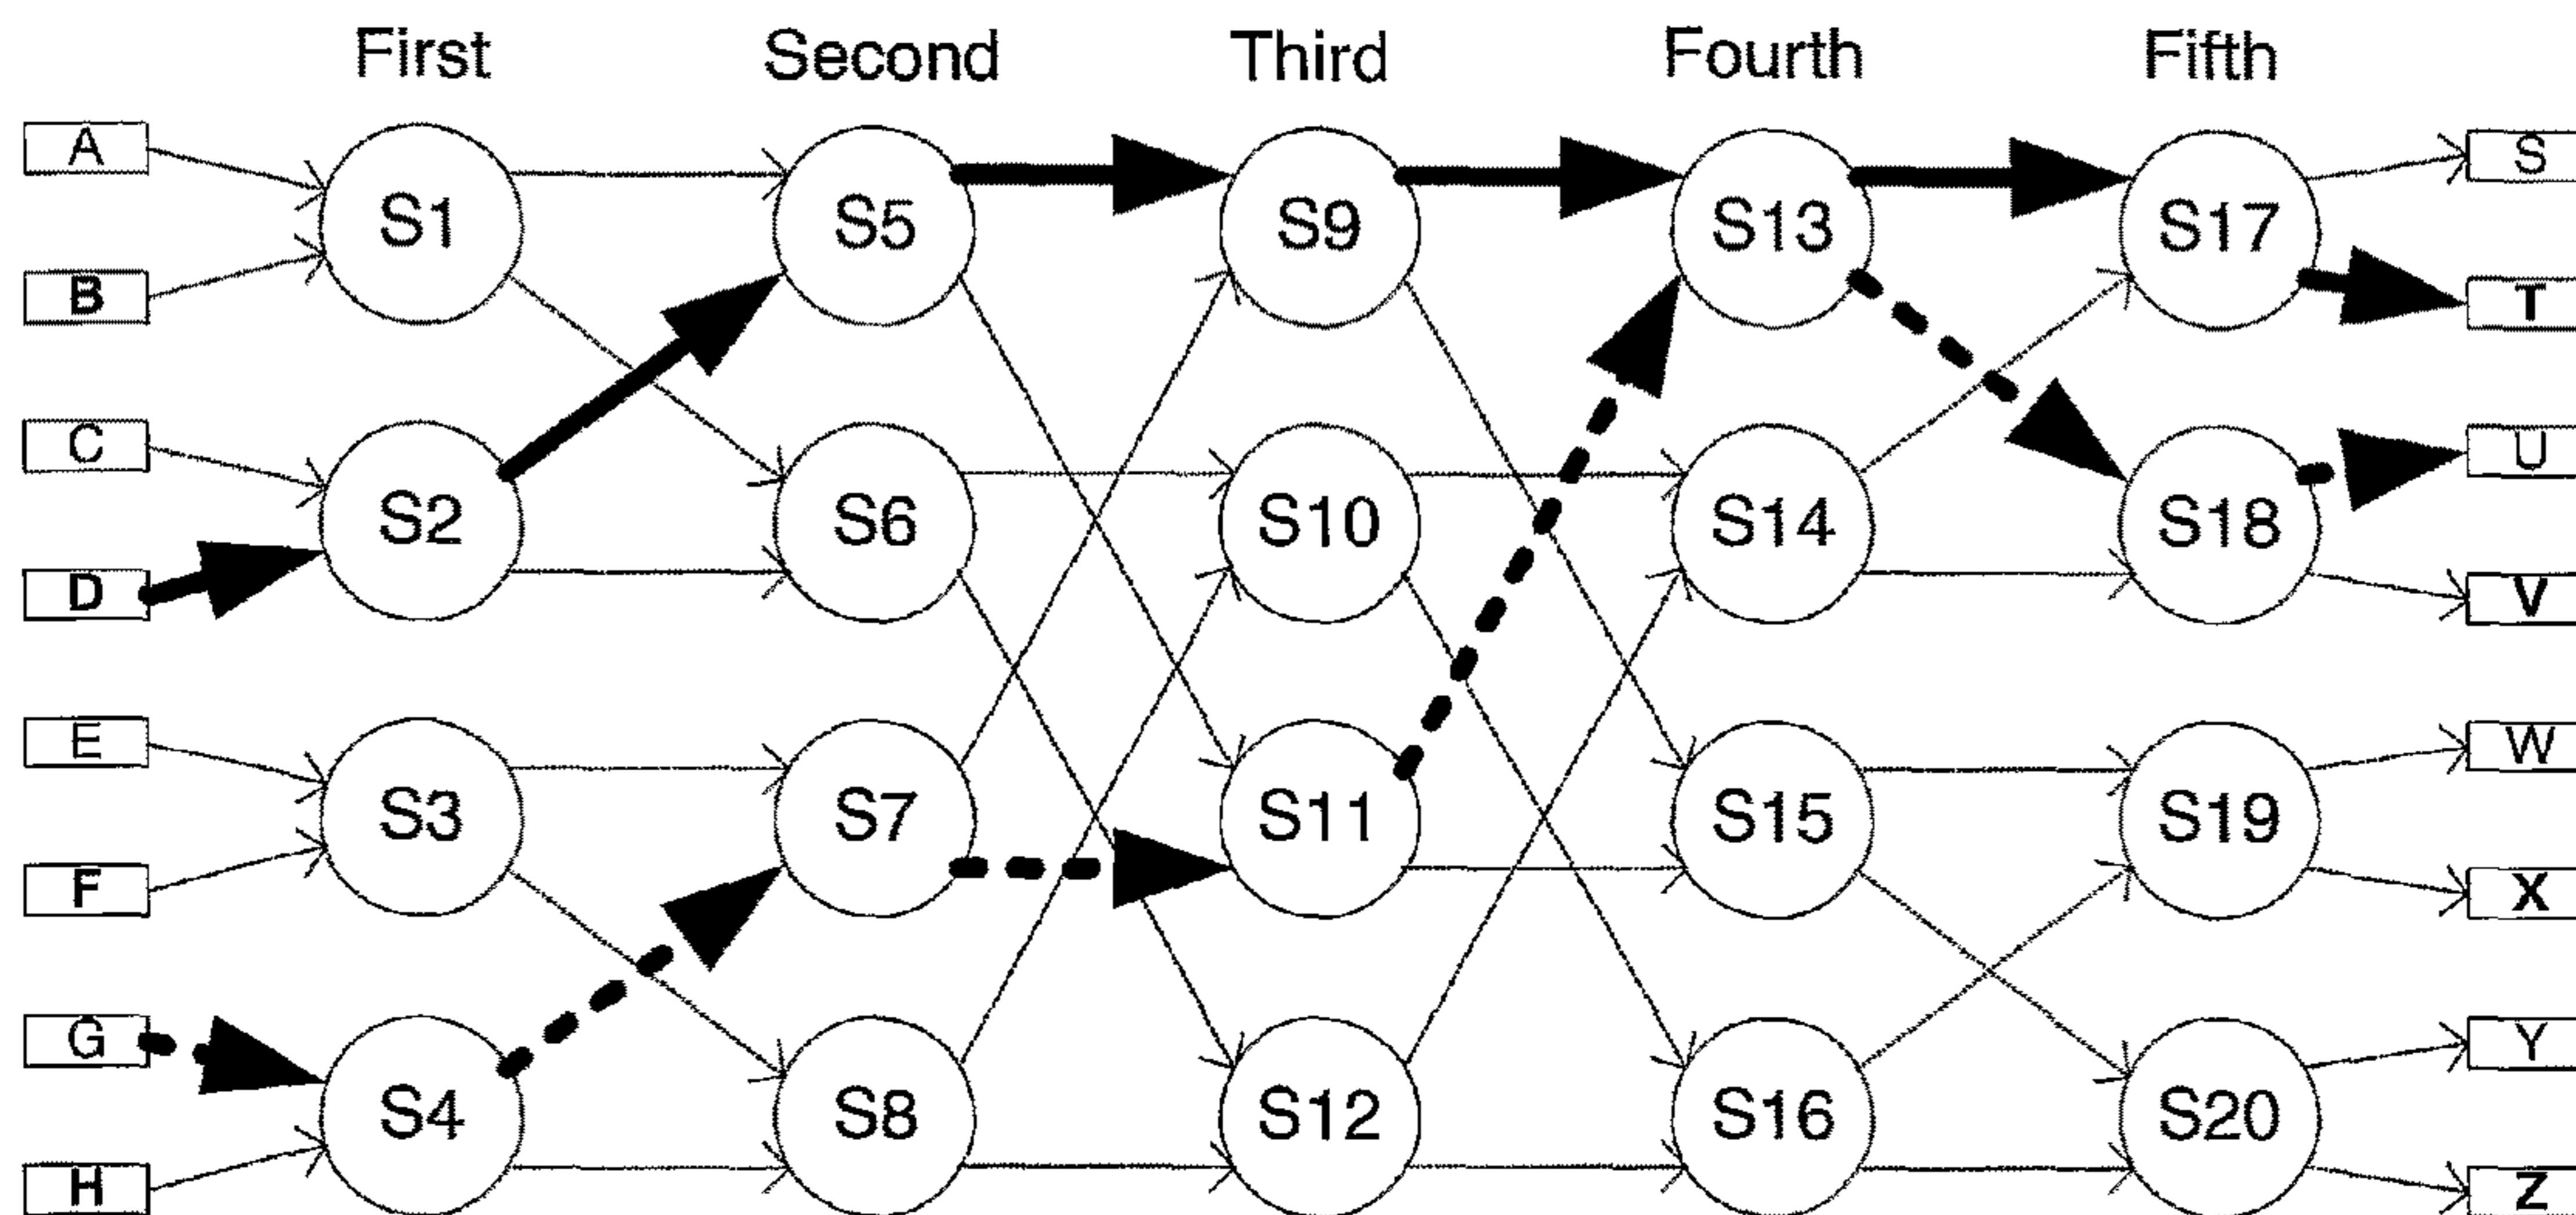 First Second Third Fourth Fifth
A S
S1 S5 S9 S13 S17
B T
C U
S2 S6 S10 S14 S18
D V
E W
S3 S7 S11 S15 S19
F X
G Y
S4 S8 S12 S16 S20
H Z